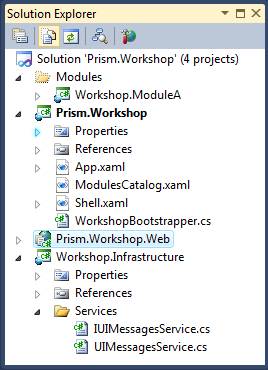 Solution Explorer
Solution 'Prism.Workshop' (4 projects)
Modules
Workshop.ModuleA
Prism.Workshop
Properties
References
App.xaml
ModulesCatalog.xaml
Shell.xaml
WorkshopBootstrapper.cs
Prism.Workshop.Web
Workshop.Infrastructure
Properties
References
Services
IUIMessagesService.cs
UIMessagesService.cs